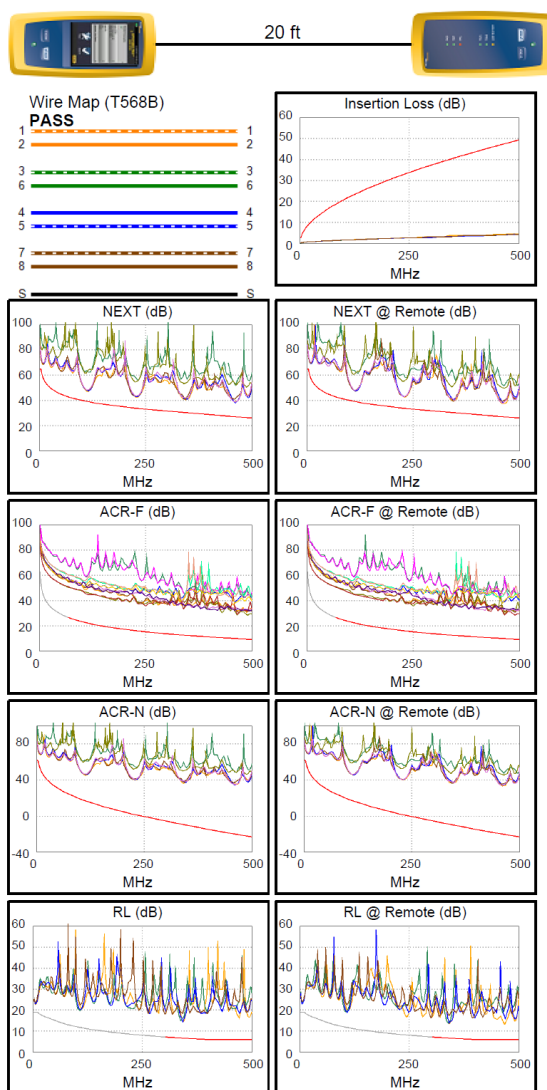 20 ft
Wire Map (T568B)
PASS
1 1
2 2
3 3
6 6
4 4
5 5
7 7
8 8
S S
Insertion Loss (dB)
60
50
40
30
20
10
0
0 250 500
MHz
NEXT (dB)
100
80
60
40
20
0
0 250 500
MHz
NEXT @ Remote (dB)
100
80
60
40
20
0
0 250 500
MHz
ACR-F (dB)
100
80
60
40
20
0
0 250 500
MHz
ACR-F @ Remote (dB)
100
80
60
40
20
0
0 250 500
MHz
ACR-N (dB)
80
40
0
-40
0 250 500
MHz
ACR-N @ Remote (dB)
80
40
0
-40
0 250 500
MHz
RL (dB)
60
50
40
30
20
10
0
0 250 500
MHz
RL @ Remote (dB)
60
50
40
30
20
10
0
0 250 500
MHz